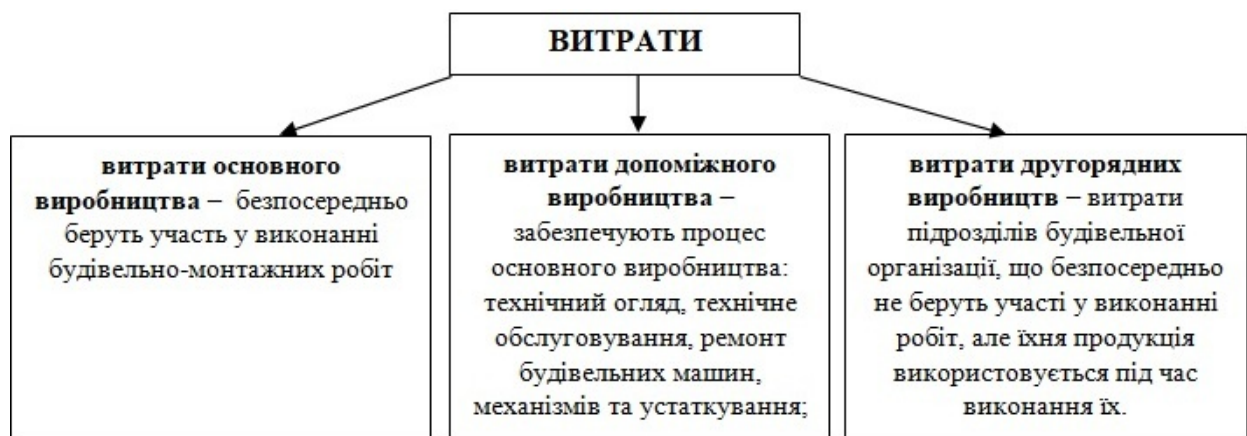 ВИТРАТИ
витрати основного
виробництва – безпосередньо
беруть участь у виконанні
будівельно-монтажних робіт
витрати допоміжного
виробництва –
забезпечують процес
основного виробництва:
технічний огляд, технічне
обслуговування, ремонт
будівельних машин,
механізмів та устаткування;
витрати другорядних
виробництв – витрати
підрозділів будівельної
організації, що безпосередньо
не беруть участі у виконанні
робіт, але їхня продукція
використовується під час
виконання їх.